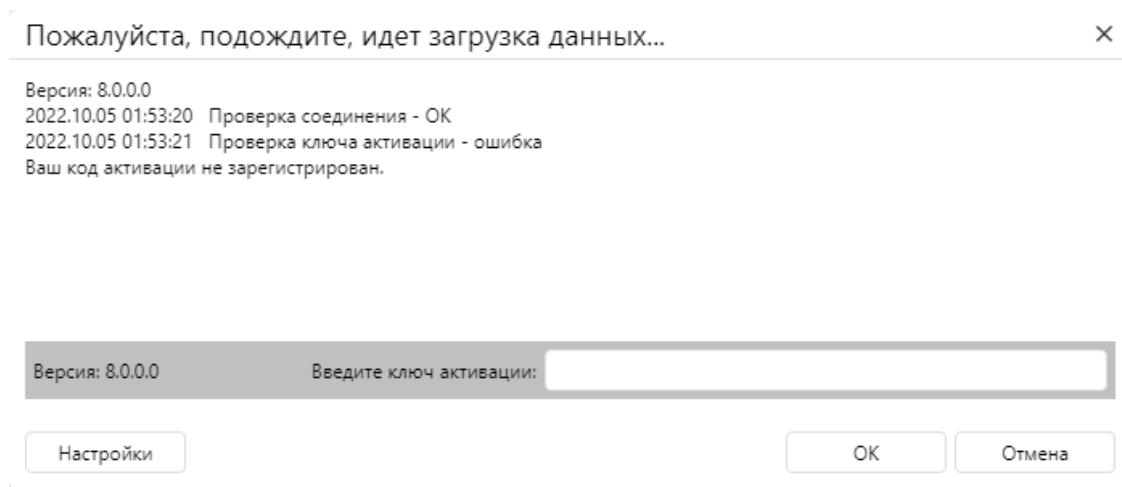 Пожалуйста, подождите, идет загрузка данных...
Версия: 8.0.0.0
2022.10.05 01:53:20 Проверка соединения - ОК
2022.10.05 01:53:21 Проверка ключа активации - ошибка
Ваш код активации не зарегистрирован.
Версия: 8.0.0.0 Введите ключ активации:
Настройки ОК Отмена